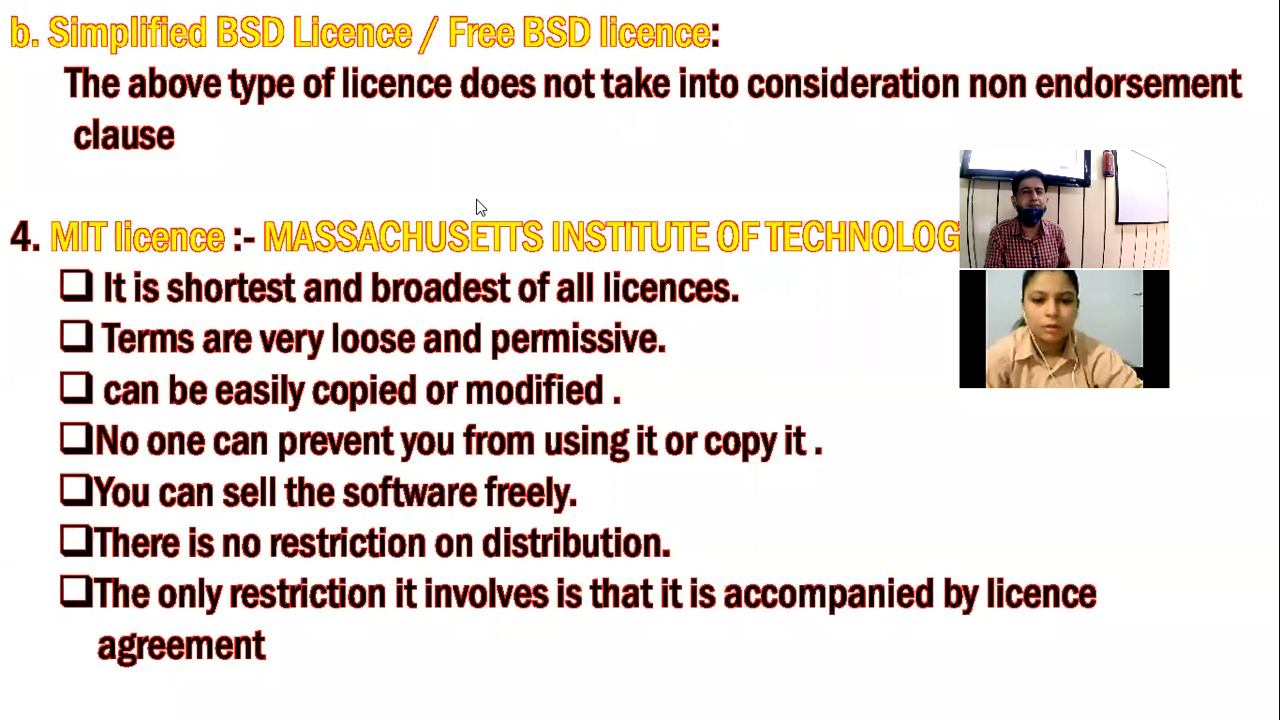 b. Simplified BSD Licence / Free BSD licence:
The above type of licence does not take into consideration non endorsement
clause
4. MIT licence :- MASSACHUSETTS INSTITUTE OF TECHNOLOG
It is shortest and broadest of all licences.
Terms are very loose and permissive.
can be easily copied or modified .
No one can prevent you from using it or copy it .
You can sell the software freely.
There is no restriction on distribution.
The only restriction it involves is that it is accompanied by licence
agreement